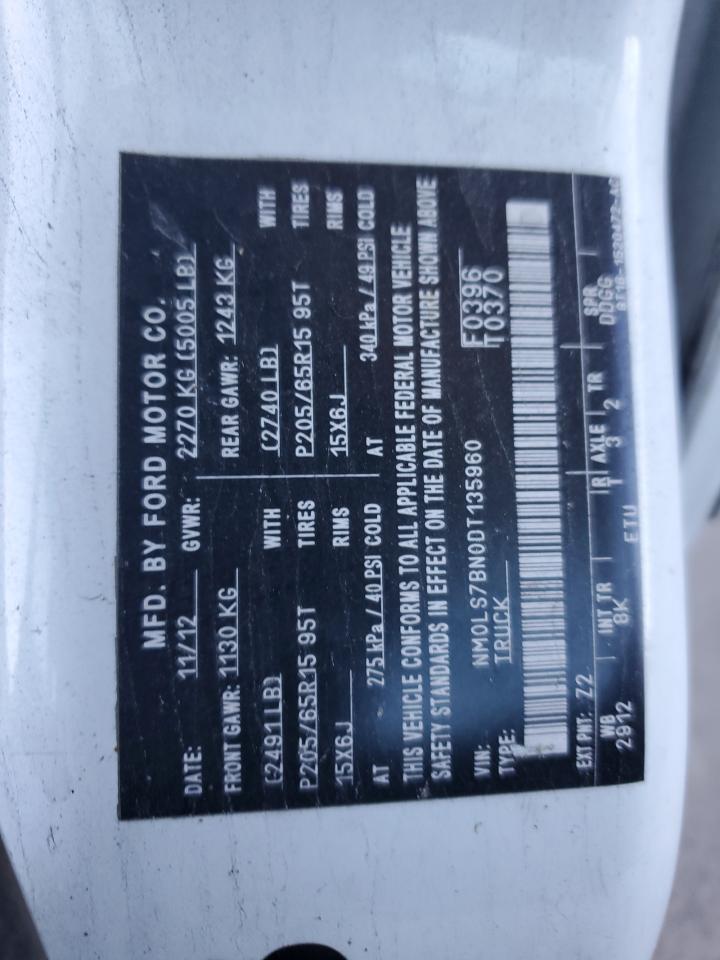 MFD. BY FORD MOTOR CO.
DATE: 11/12 GVWR: 2270 KG (5005 LB)
FRONT GAWR: 1130 KG REAR GAWR: 1243 KG
(2491 LB) WITH (2740 LB) WITH
P205/65R15 95T TIRES P205/65R15 95T TIRES
15X6J RIMS 15X6J RIMS
AT 275 kPa / 40 PSI COLD AT 340 kPa / 49 PSI COLD
THIS VEHICLE CONFORMS TO ALL APPLICABLE FEDERAL MOTOR VEHICLE
SAFETY STANDARDS IN EFFECT ON THE DATE OF MANUFACTURE SHOWN ABOVE
VIN: NM0LS7BN0DT135960 F0396
TYPE: TRUCK T0370
EXT PNT: Z2
WB INT TR R AXLE TR SPR
2912 8K 1 3 2 DDGG
ETU